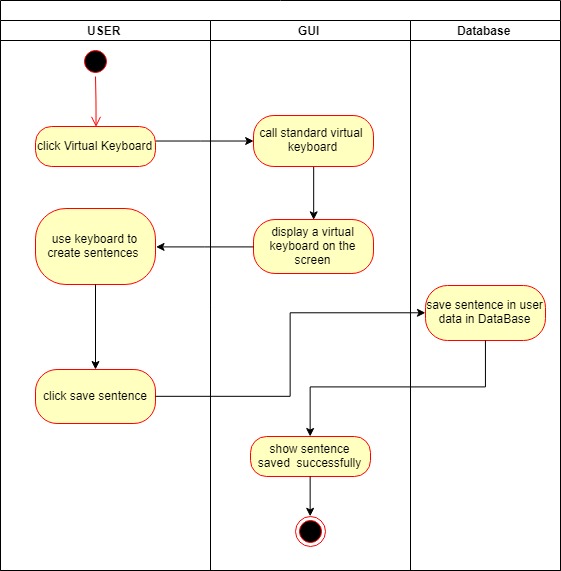 USER
GUI
Database
click Virtual Keyboard
call standard virtual
keyboard
display a virtual
keyboard on the
screen
use keyboard to
create sentences
click save sentence
save sentence in user
data in DataBase
show sentence
saved  successfully